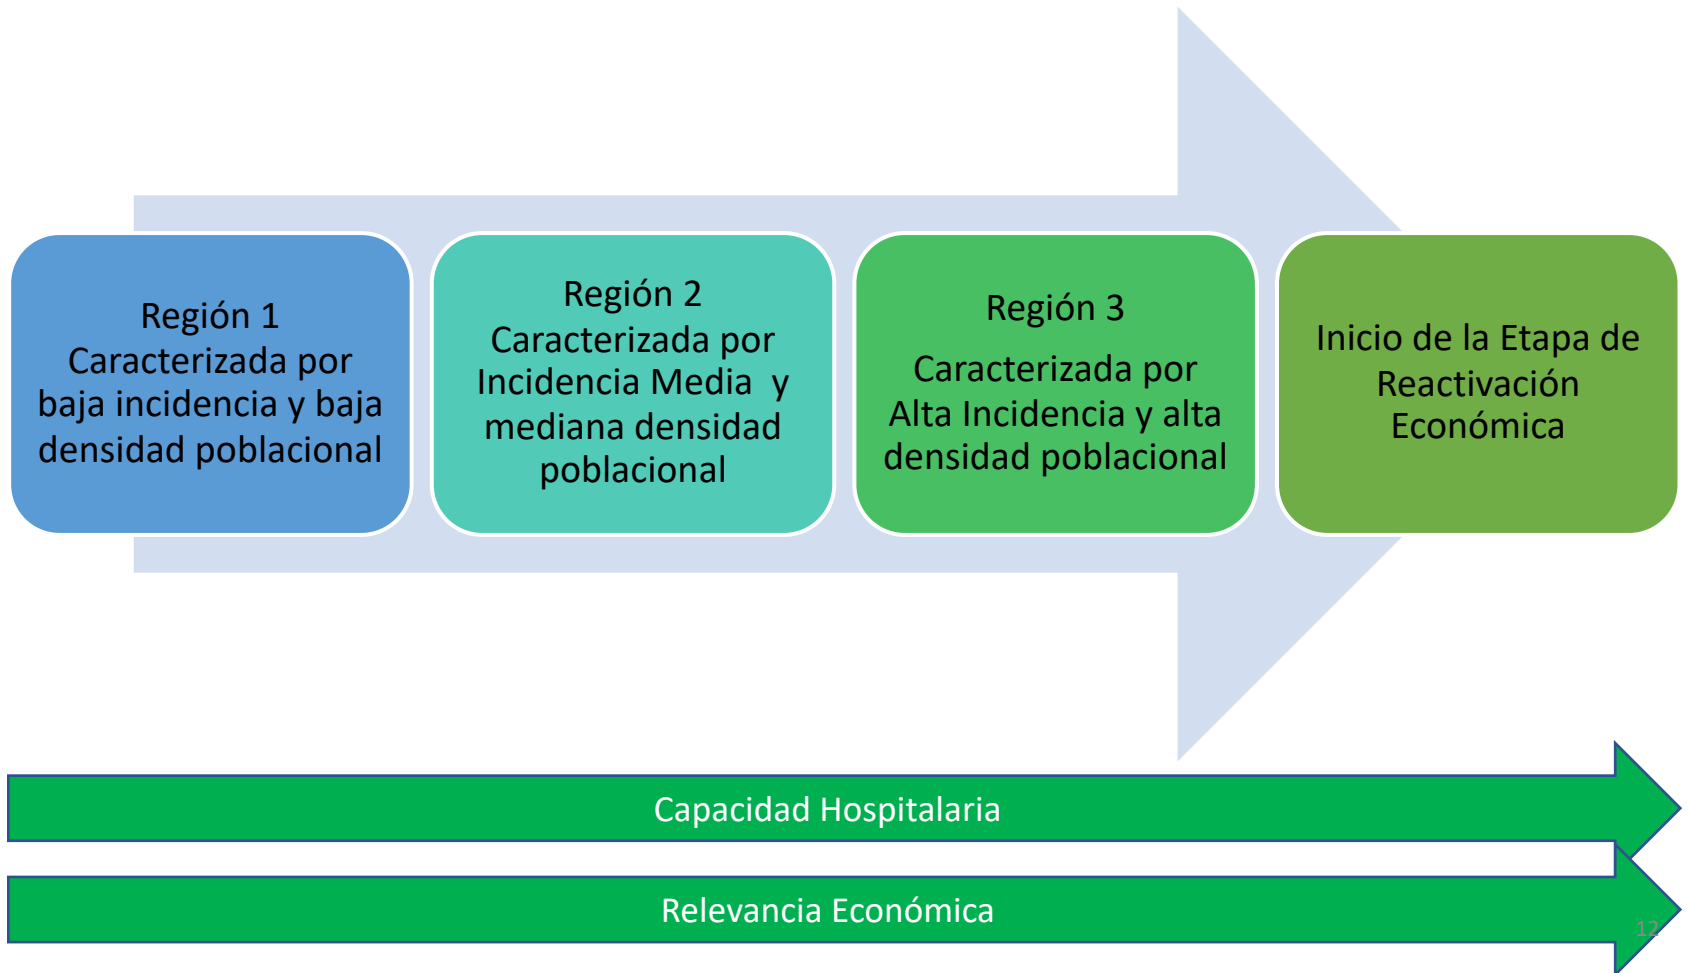 Región 1
Caracterizada por
baja incidencia y baja
densidad poblacional
Región 2
Caracterizada por
Incidencia Media  y
mediana densidad
poblacional
Región 3
Caracterizada por
Alta Incidencia y alta
densidad poblacional
Inicio de la Etapa de
Reactivación
Económica
Capacidad Hospitalaria
Relevancia Económica
12